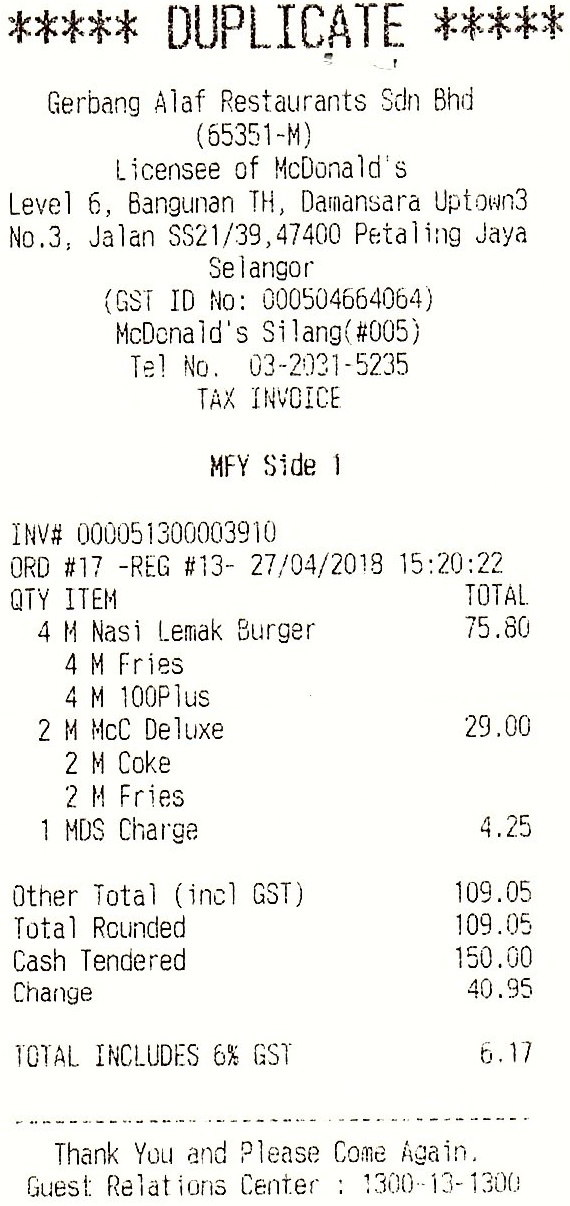 ***** DUPLICATE *****
Gerbang Alaf Restaurants Sdn Bhd
(65351-M)
Licensee of McDonald's
Level 6, Bangunan TH, Damansara Uptown3
No.3, Jalan SS21/39,47400 Petaling Jaya
Selangor
(GST ID No: 000504664064)
McDonald's Silang(#005)
Tel No. 03-2031-5235
TAX INVOICE
MFY Side 1
INV# 000051300003910
ORD #17 -REG #13- 27/04/2018 15:20:22
QTY ITEM TOTAL
4 M Nasi Lemak Burger 75.80
4 M Fries
4 M 100Plus
2 M McC Deluxe 29.00
2 M Coke
2 M Fries
1 MDS Charge 4.25
Other Total (incl GST) 109.05
Total Rounded 109.05
Cash Tendered 150.00
Change 40.95
TOTAL INCLUDES 6% GST 6.17
Thank You and Please Come Again.
Guest Relations Center : 1300-13-1300